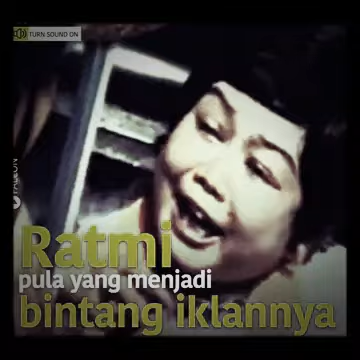 TURN SOUND ON
Ratmi
pula yang menjadi
bintang iklannya